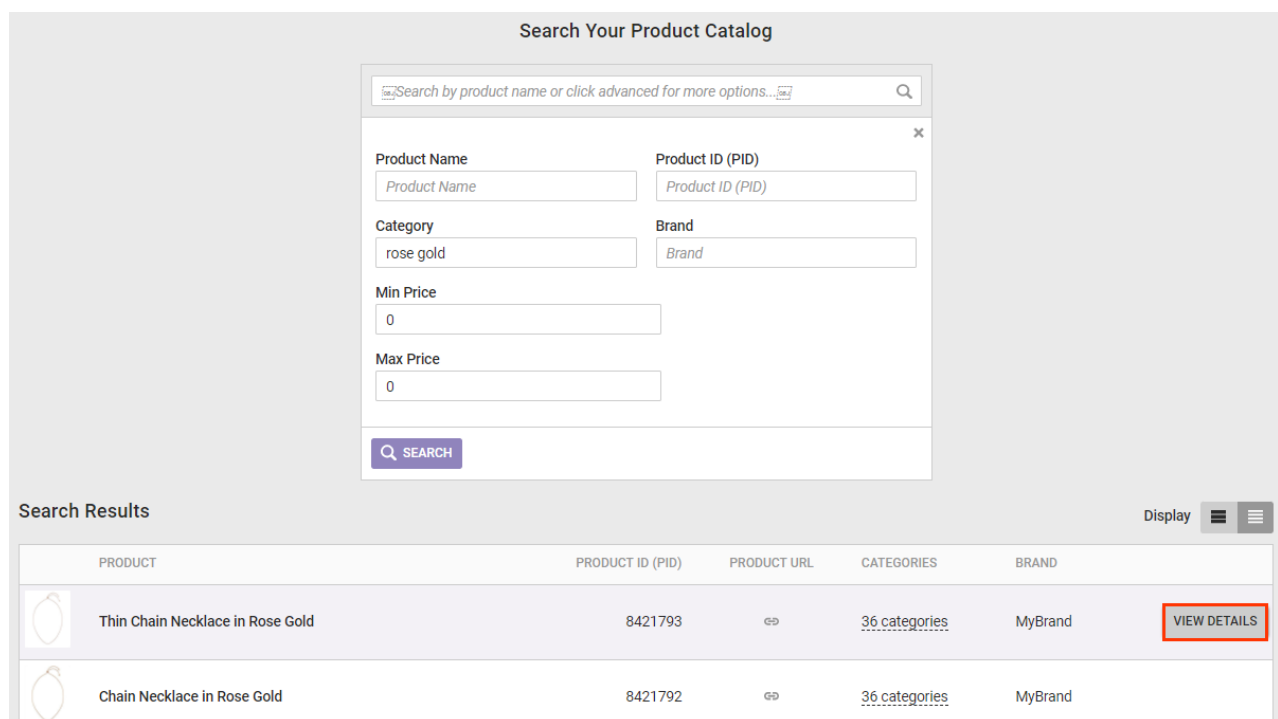 Search Your Product Catalog
Search by product name or click advanced for more options...
Product Name
Product ID (PID)
Product Name
Product ID (PID)
Category
Brand
rose gold
Brand
Min Price
0
Max Price
0
SEARCH
Search Results
Display
PRODUCT PRODUCT ID (PID) PRODUCT URL CATEGORIES BRAND
Thin Chain Necklace in Rose Gold 8421793 36 categories MyBrand VIEW DETAILS
Chain Necklace in Rose Gold 8421792 36 categories MyBrand